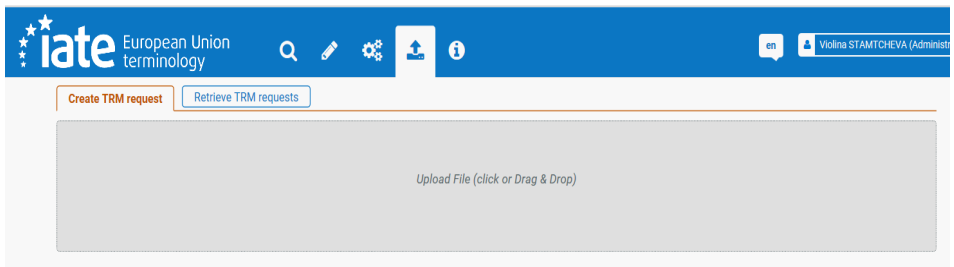 iate European Union
terminology
en
Violina STAMTCHEVA (Administr
Create TRM request
Retrieve TRM requests
Upload File (click or Drag & Drop)